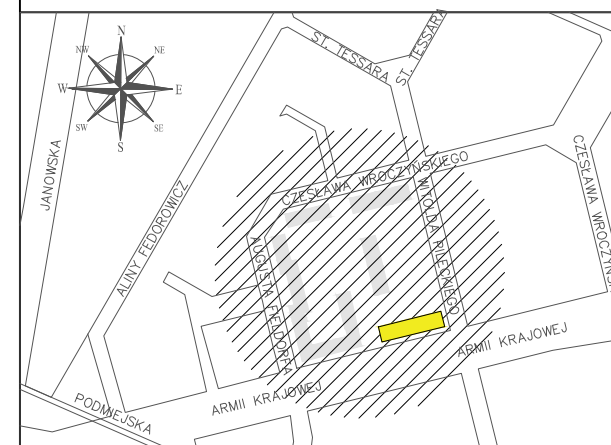 N
NW
NE
W
E
SW
SE
S
ST. TESSARA
ST. TESSARA
JANOWSKA
ALINY FEDOROWICZ
CZESŁAWA WROCZYŃSKIEGO
CZESŁAWA WROCZYŃS
WITOLDA PILECKIEGO
AUGUSTA FIELDORFA
ARMII KRAJOWEJ
ARMII KRAJOWEJ
PODMIEJSKA